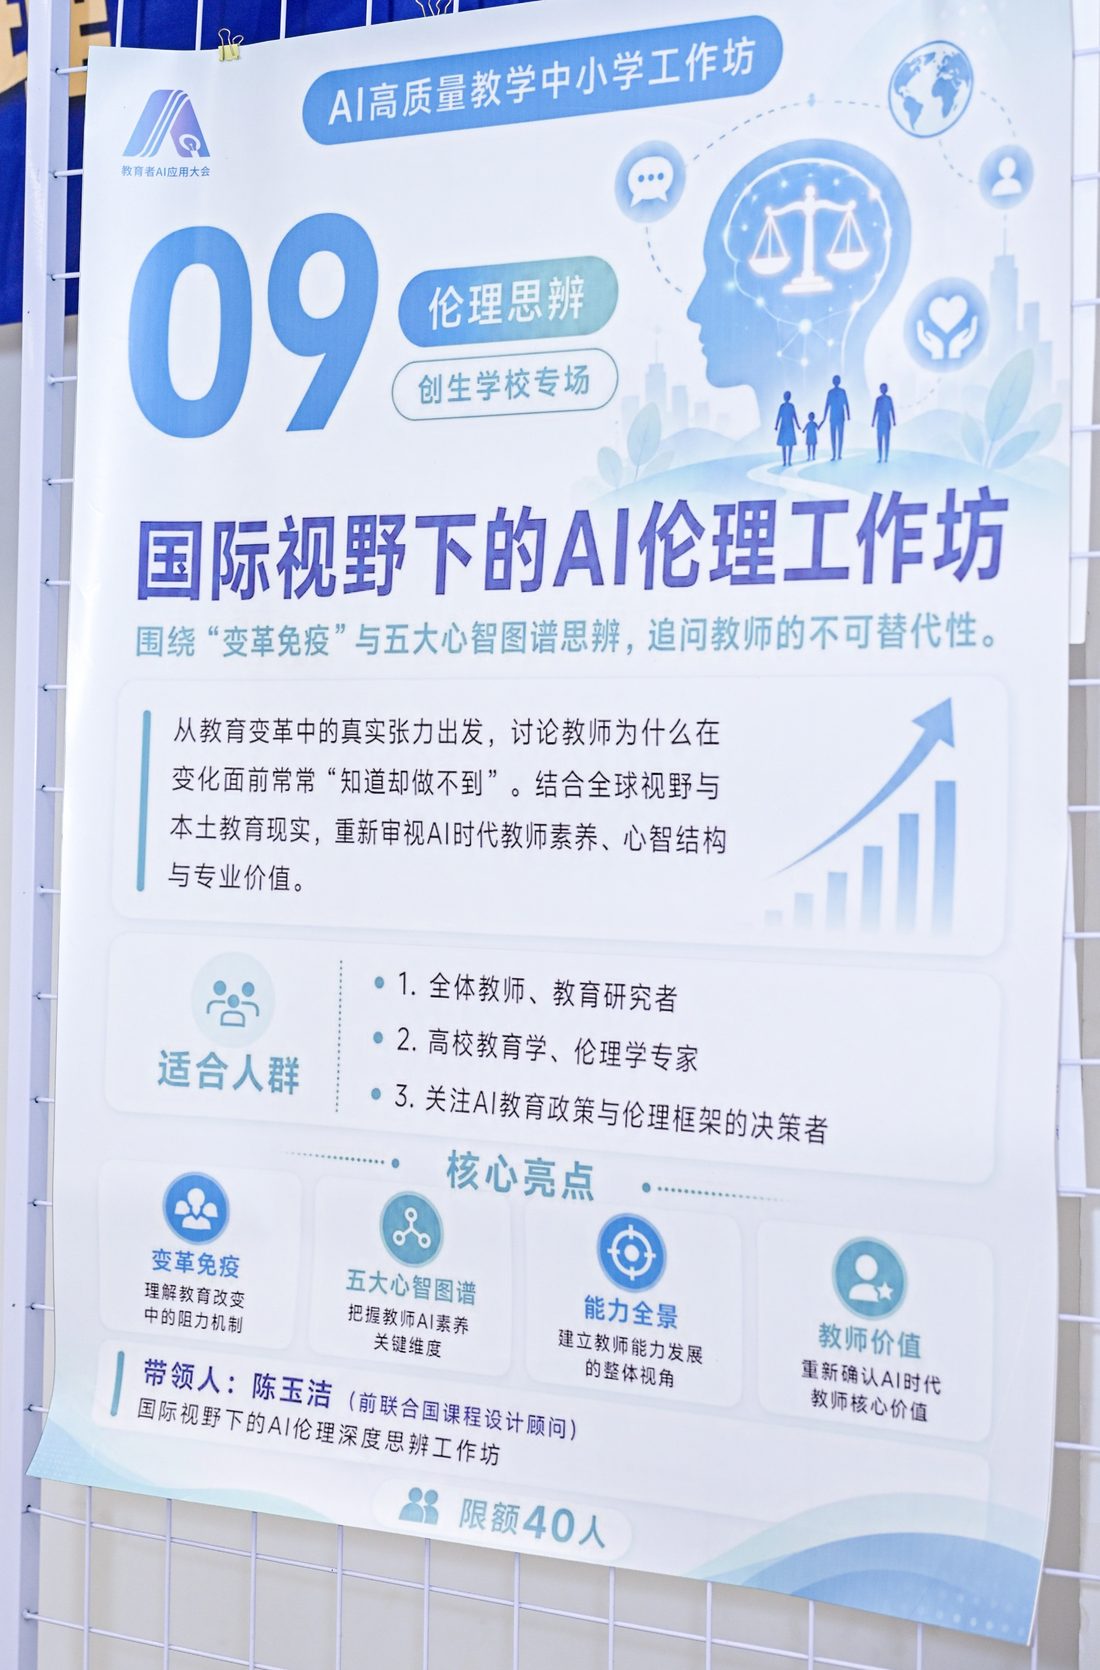 AI高质量教学中小学工作坊
教育者AI应用大会
09
伦理思辨
创生学校专场
国际视野下的AI伦理工作坊
围绕“变革免疫”与五大心智图谱思辨，追问教师的不可替代性。
从教育变革中的真实张力出发，讨论教师为什么在
变化面前常常“知道却做不到”。结合全球视野与
本土教育现实，重新审视AI时代教师素养、心智结构
与专业价值。
适合人群
1. 全体教师、教育研究者
2. 高校教育学、伦理学专家
3. 关注AI教育政策与伦理框架的决策者
核心亮点
变革免疫
理解教育改变
中的阻力机制
五大心智图谱
把握教师AI素养
关键维度
能力全景
建立教师能力发展
的整体视角
教师价值
重新确认AI时代
教师核心价值
带领人：陈玉洁（前联合国课程设计顾问）
国际视野下的AI伦理深度思辨工作坊
限额40人